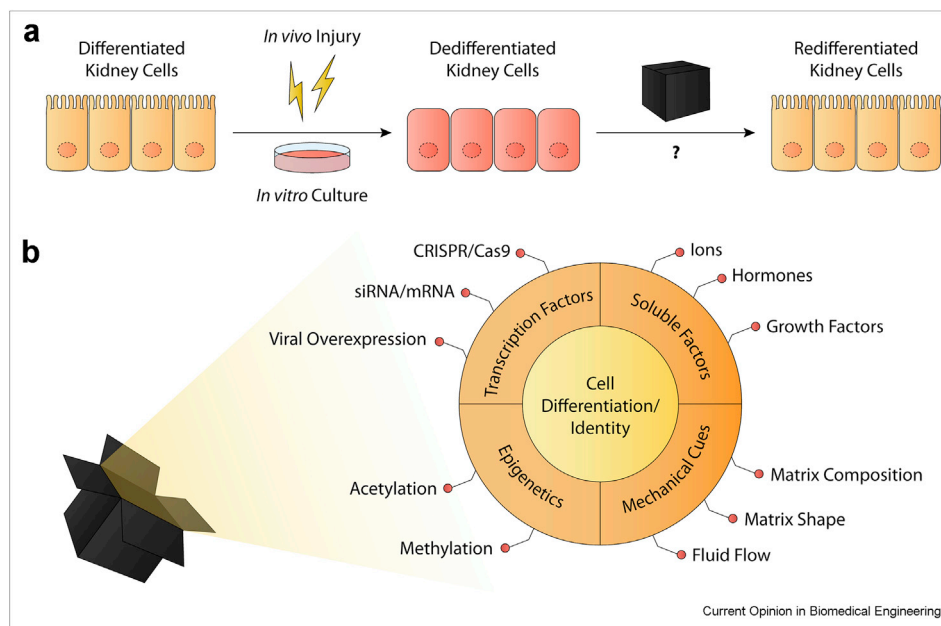 a
Differentiated
Kidney Cells
In vivo Injury
In vitro Culture
Dedifferentiated
Kidney Cells
?
Redifferentiated
Kidney Cells
b
CRISPR/Cas9
siRNA/mRNA
Viral Overexpression
Acetylation
Methylation
Transcription Factors
Soluble Factors
Epigenetics
Mechanical Cues
Cell
Differentiation/
Identity
Ions
Hormones
Growth Factors
Matrix Composition
Matrix Shape
Fluid Flow
Current Opinion in Biomedical Engineering